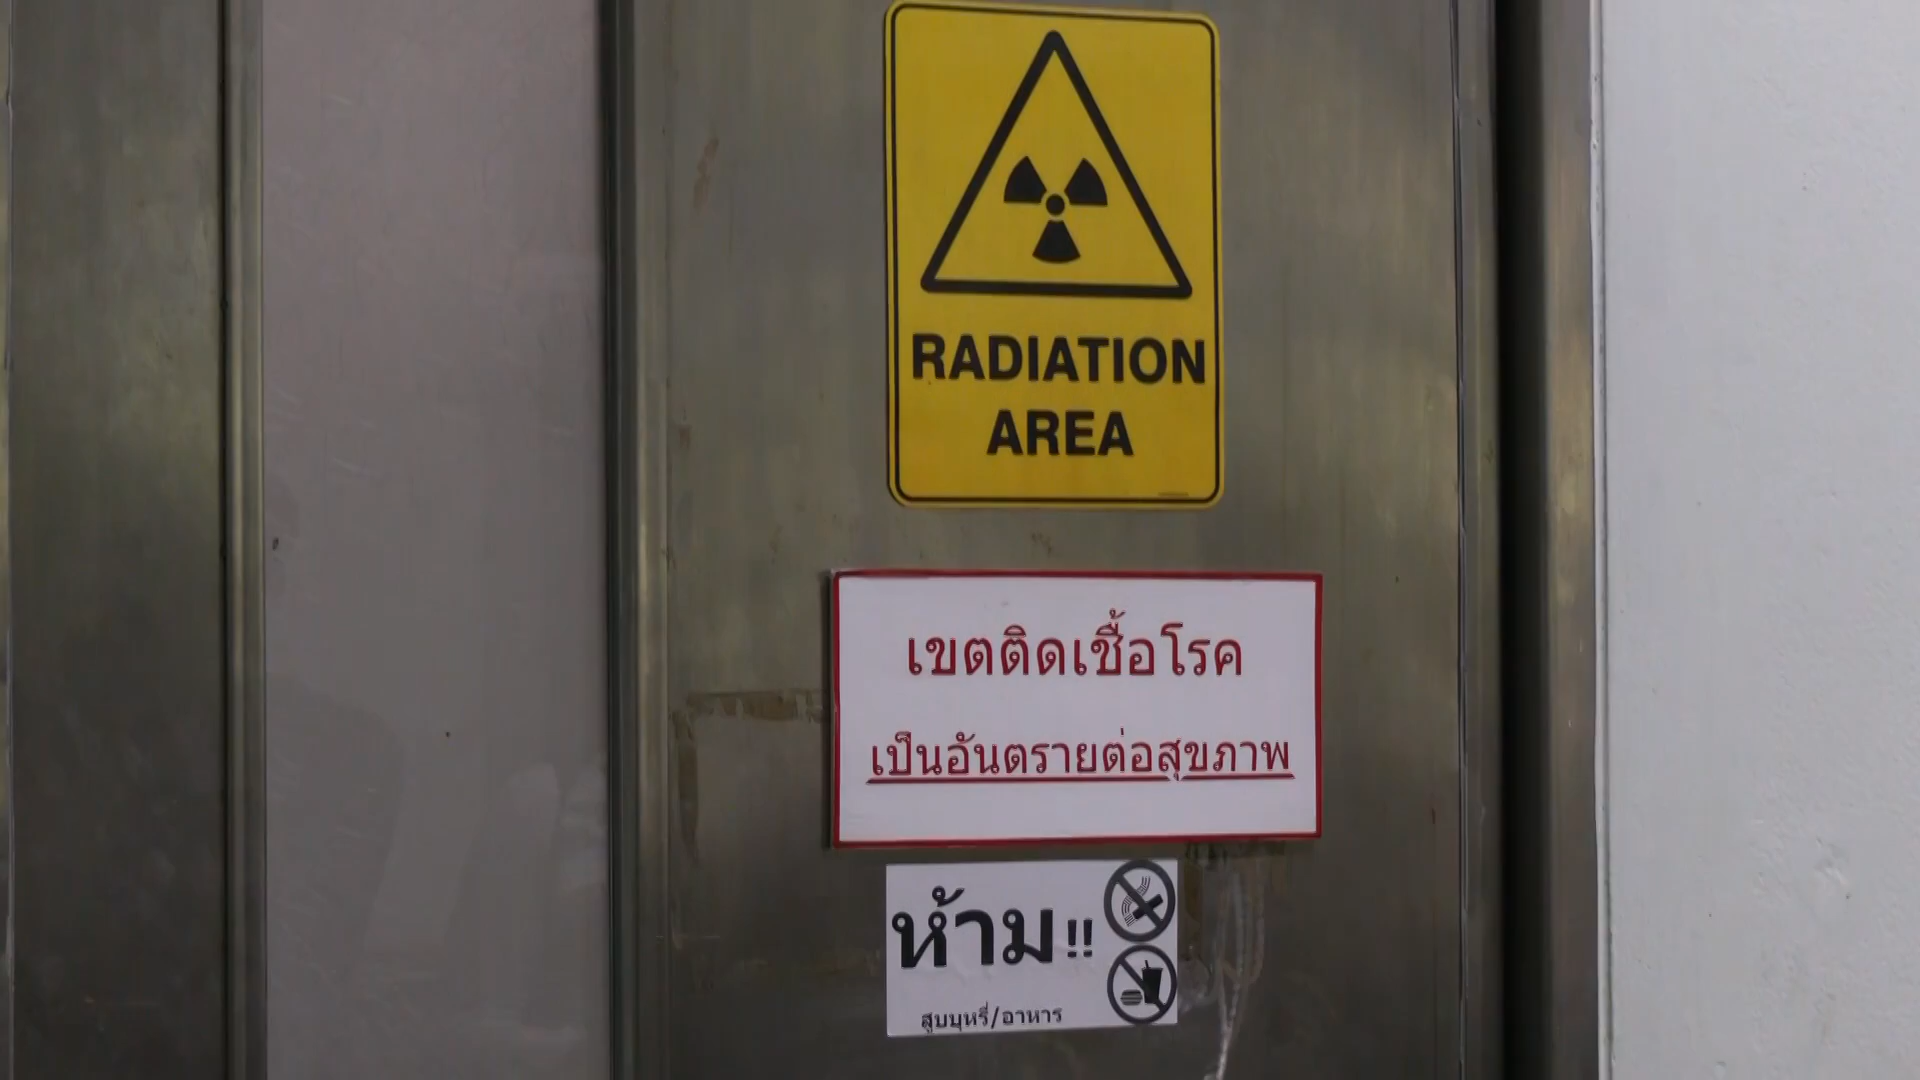 RADIATION
AREA
เขตติดเชื้อโรค
เป็นอันตรายต่อสุขภาพ
ห้าม !!
สูบบุหรี่/อาหาร